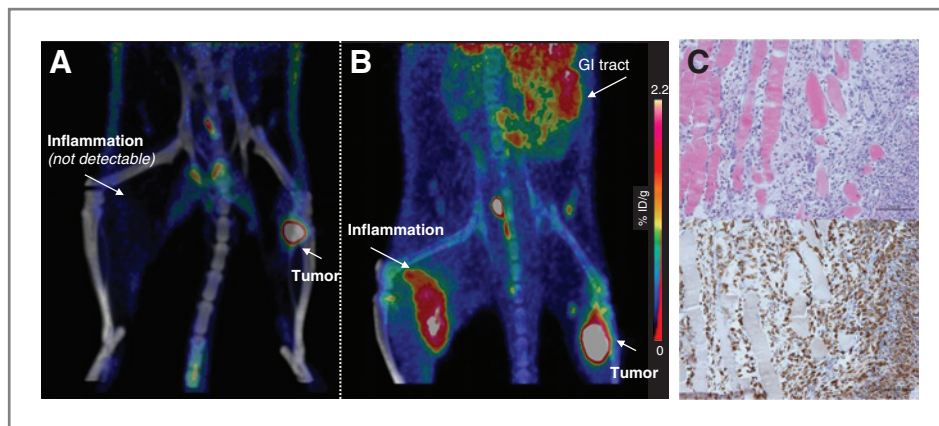 A
B
C
GI tract
2.2
Inflammation
(not detectable)
% ID/g
Inflammation
Tumor
0
Tumor